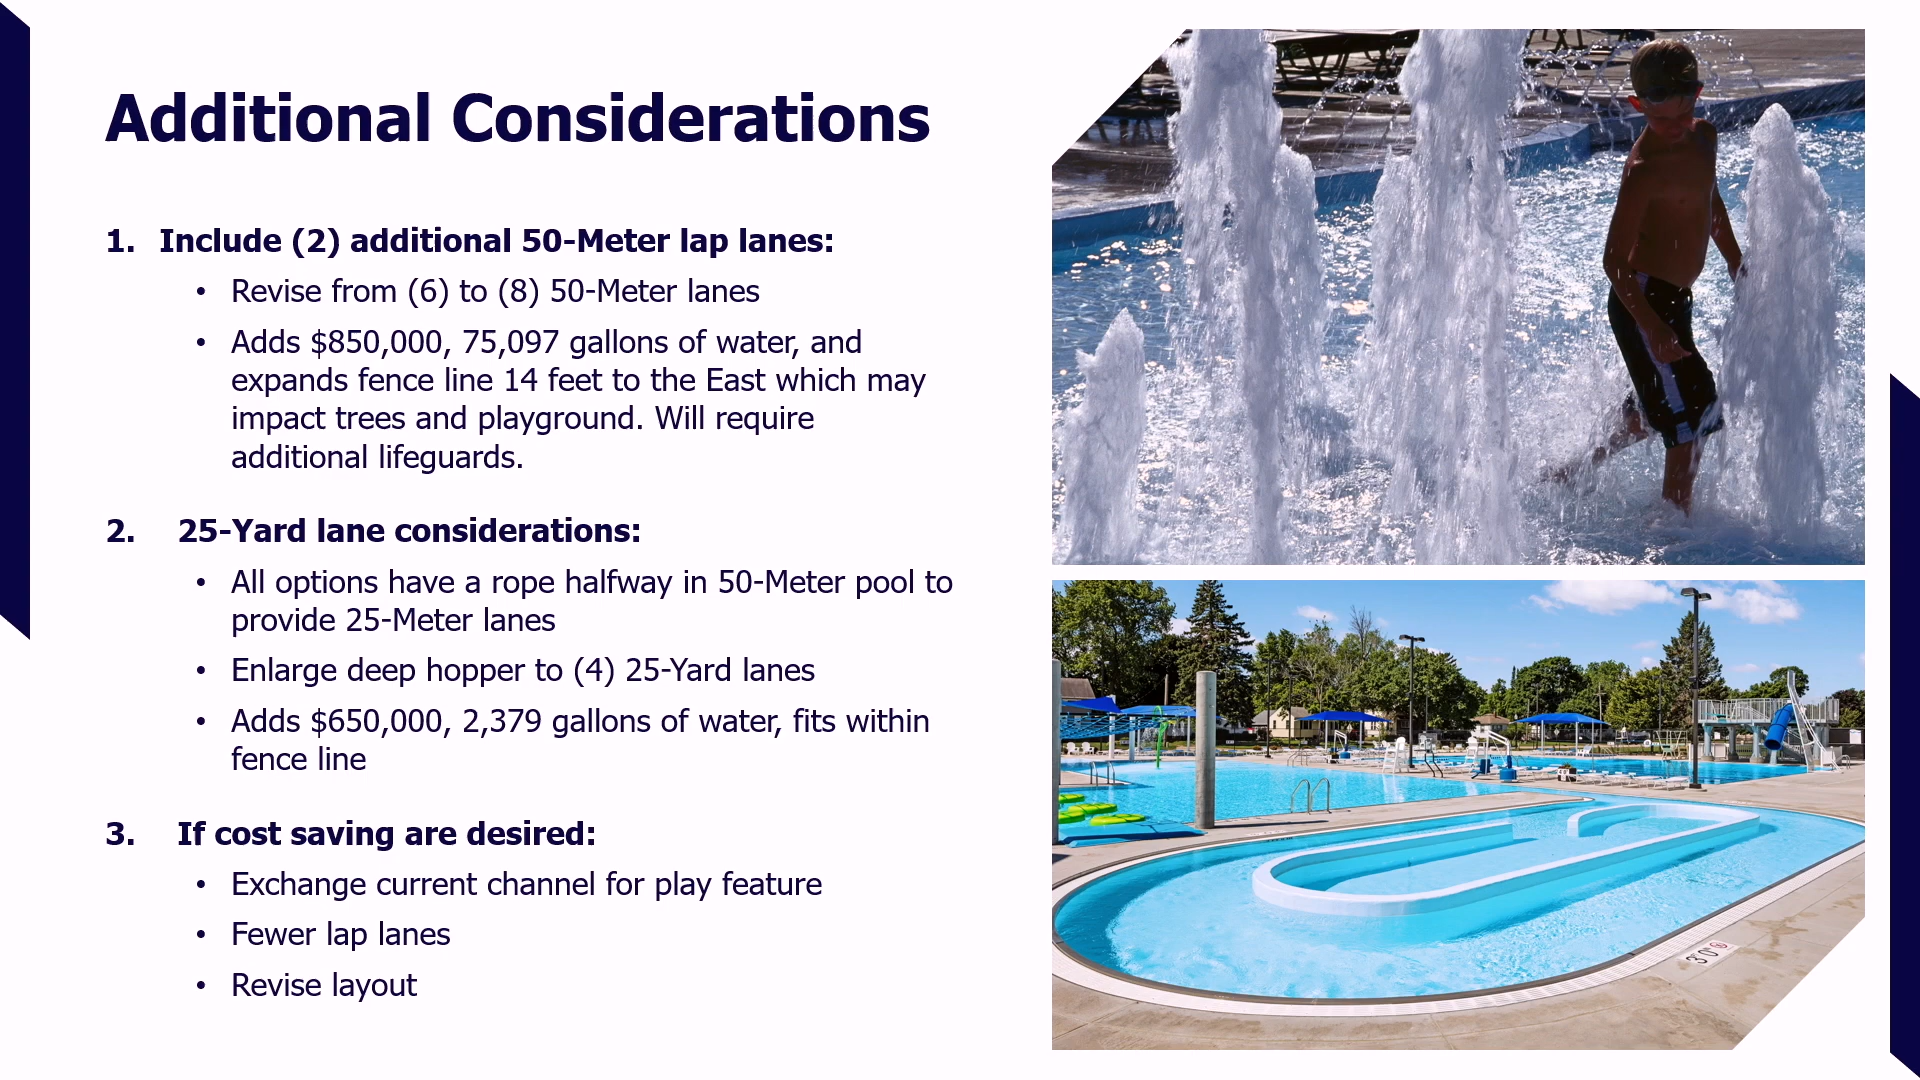 Additional Considerations
1. Include (2) additional 50-Meter lap lanes:
• Revise from (6) to (8) 50-Meter lanes
• Adds $850,000, 75,097 gallons of water, and
expands fence line 14 feet to the East which may
impact trees and playground. Will require
additional lifeguards.
2. 25-Yard lane considerations:
• All options have a rope halfway in 50-Meter pool to
provide 25-Meter lanes
• Enlarge deep hopper to (4) 25-Yard lanes
• Adds $650,000, 2,379 gallons of water, fits within
fence line
3. If cost saving are desired:
• Exchange current channel for play feature
• Fewer lap lanes
• Revise layout
3'0"